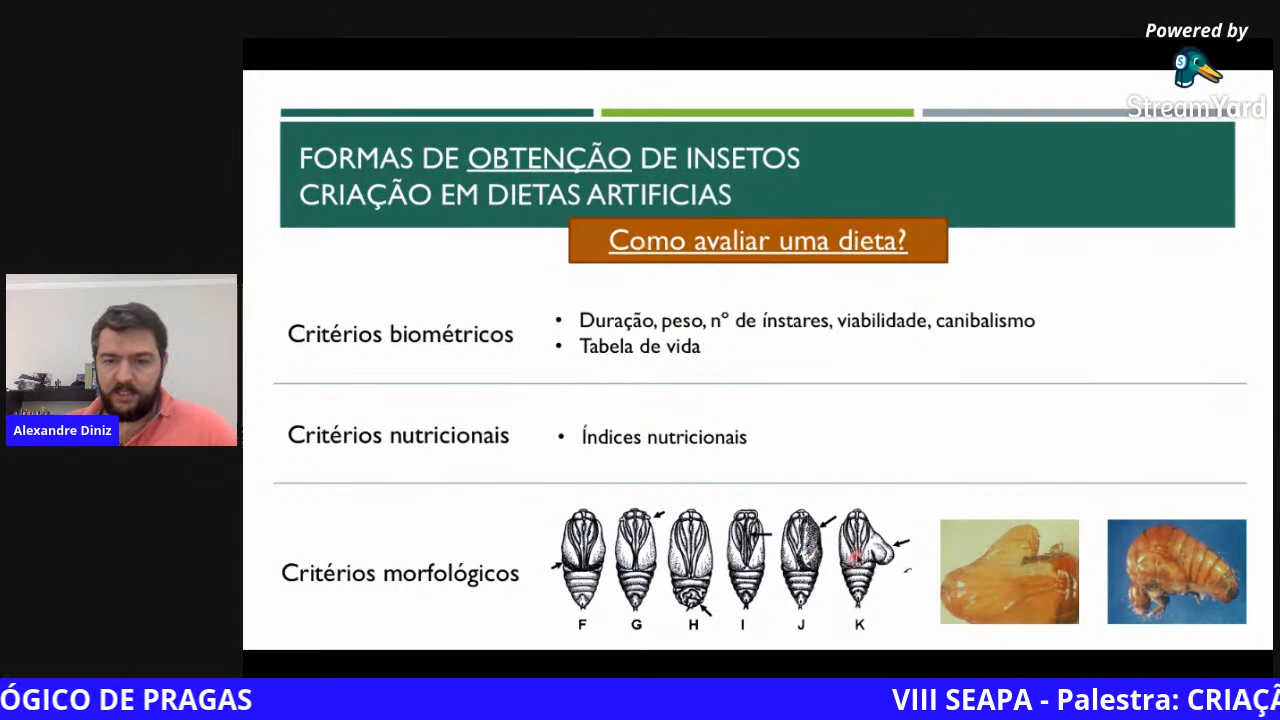 Powered by
StreamYard
FORMAS DE OBTENÇÃO DE INSETOS
CRIAÇÃO EM DIETAS ARTIFICIAS
Como avaliar uma dieta?
Critérios biométricos
• Duração, peso, nº de ínstares, viabilidade, canibalismo
• Tabela de vida
Critérios nutricionais
• Índices nutricionais
Critérios morfológicos
F G H I J K
Alexandre Diniz
ÓGICO DE PRAGAS
VIII SEAPA - Palestra: CRIAÇÃ